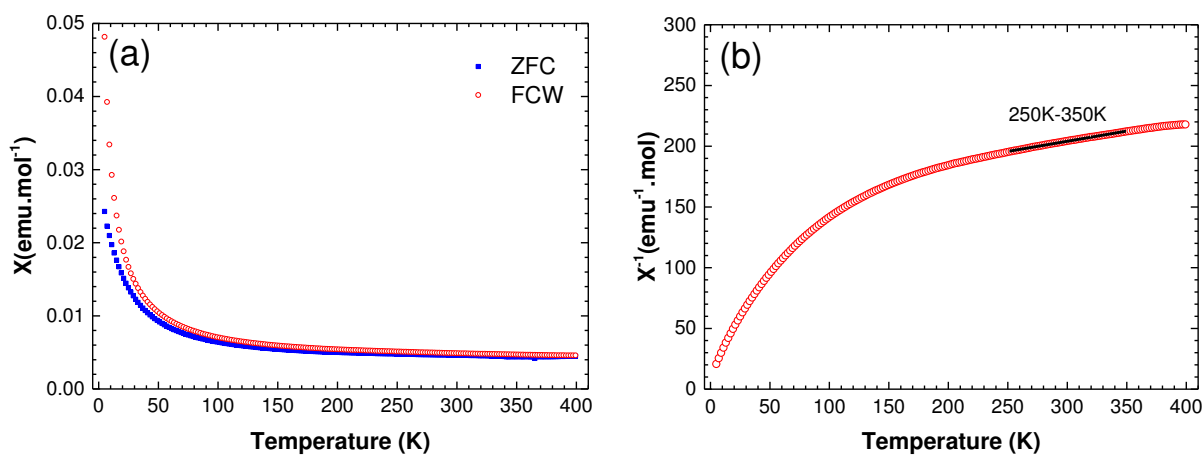 (a)
ZFC
FCW
0.05
0.04
0.03
0.02
0.01
0.00
X(emu.mol⁻¹)
0 50 100 150 200 250 300 350 400
Temperature (K)
(b)
250K-350K
300
250
200
150
100
50
0
X⁻¹(emu⁻¹.mol)
0 50 100 150 200 250 300 350 400
Temperature (K)